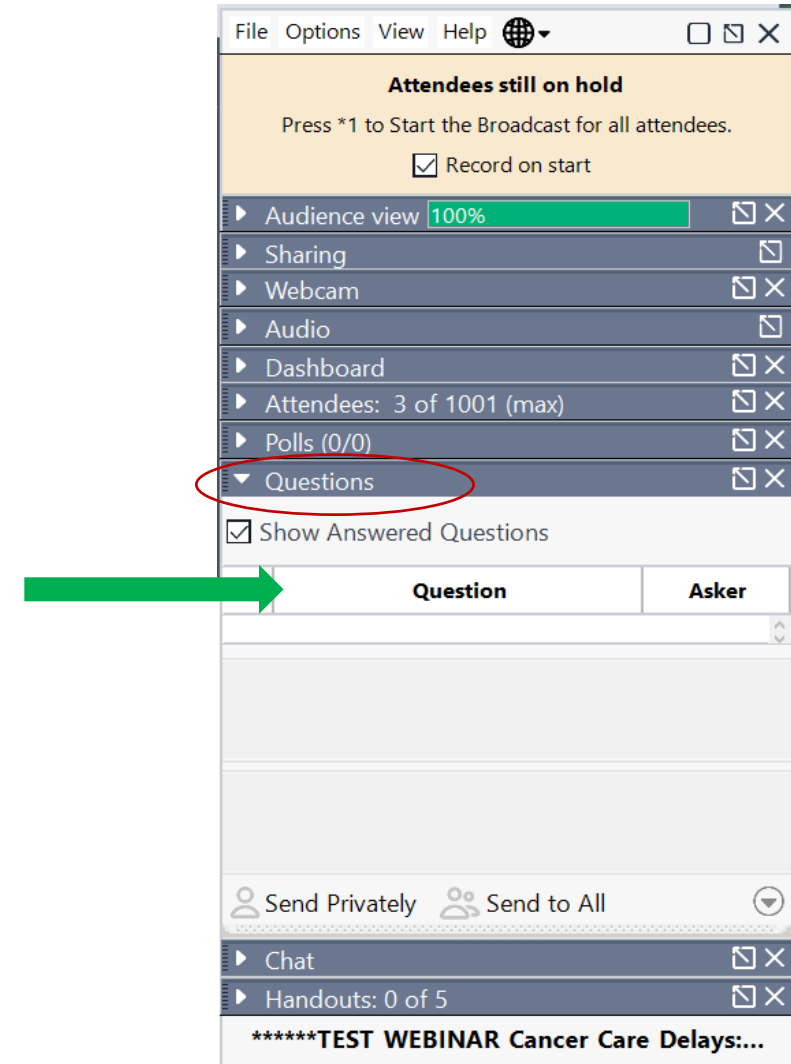 File Options View Help
Attendees still on hold
Press *1 to Start the Broadcast for all attendees.
Record on start
Audience view 100%
Sharing
Webcam
Audio
Dashboard
Attendees: 3 of 1001 (max)
Polls (0/0)
Questions
Show Answered Questions
Question Asker
Send Privately Send to All
Chat
Handouts: 0 of 5
******TEST WEBINAR Cancer Care Delays:...